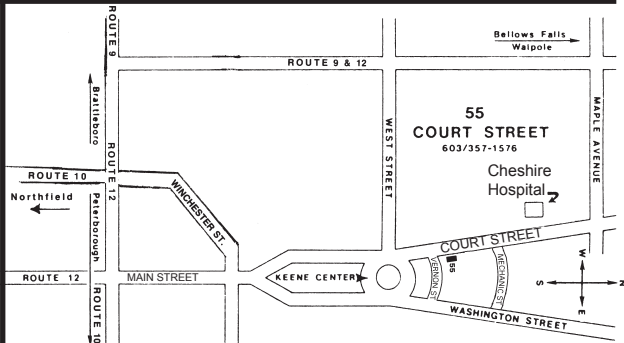 ROUTE 9
Bellows Falls
Walpole
ROUTE 9 & 12
Brattleboro
55
COURT STREET
603/357-1576
MAPLE AVENUE
WEST STREET
ROUTE 12
Cheshire
Hospital
ROUTE 10
WINCHESTER ST.
Northfield
Peterborough
COURT STREET
W
S
N
E
55
VERNON ST
MECHANIC ST
ROUTE 12
MAIN STREET
KEENE CENTER
WASHINGTON STREET
ROUTE 10